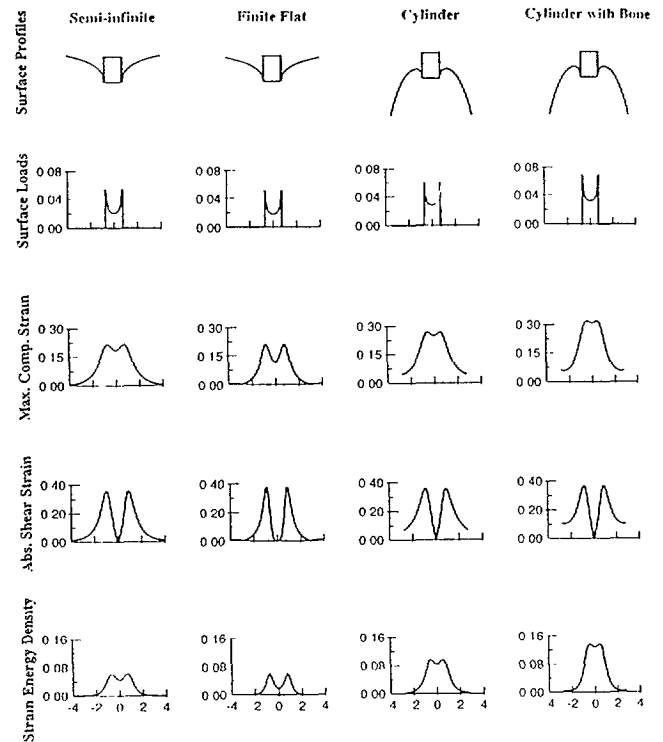 Semi-infinite Finite Flat Cylinder Cylinder with Bone
Surface Profiles
Surface Loads
0 08 0 08 0 08 0 08
0 04 0 04 0 04 0 04
0 00 0 00 0 00 0 00
Max. Comp. Strain
0 30 0 30 0 30 0 30
0 15 0 15 0 15 0 15
0 00 0 00 0 00 0 00
Abs. Shear Strain
0 40 0 40 0 40 0 40
0 20 0 20 0 20 0 20
0 00 0 00 0 00 0 00
Strain Energy Density
0 16 0 16 0 16 0 16
0 08 0 08 0 08 0 08
0 00 0 00 0 00 0 00
-4 -2 0 2 4 -4 -2 0 2 4 -4 -2 0 2 4 -4 -2 0 2 4